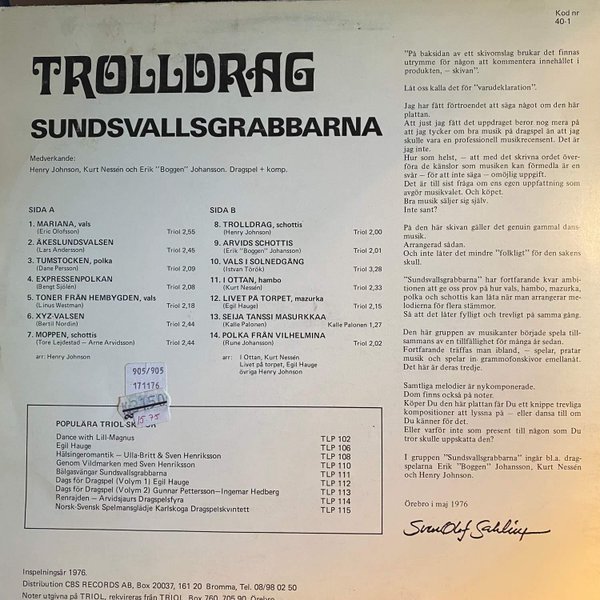 Kod nr
40-1
TROLLDRAG
SUNDSVALLSGRABBARNA
Medverkande:
Henry Johnson, Kurt Nessén och Erik "Boggen" Johansson. Dragspel + komp.
SIDA A
1. MARIANA, vals
(Eric Olofsson) Triol 2,55
2. ÅKESLUNDSVALSEN
(Lars Andersson) Triol 2,45
3. TUMSTOCKEN, polka
(Dane Persson) Triol 2,09
4. EXPRESSENPOLKAN
(Bengt Sjölen) Triol 2,08
5. TONER FRÅN HEMBYGDEN, vals
(Linus Westman) Triol 2,18
6. XYZ-VALSEN
(Bertil Nordin) Triol 2,44
7. MOPPEN, schottis
(Tore Lejdestad — Arne Arvidsson) Triol 2,44
arr: Henry Johnson
SIDA B
8. TROLLDRAG, schottis
(Henry Johnson) Triol 2,00
9. ARVIDS SCHOTTIS
(Erik "Boggen" Johansson) Triol 2,01
10. VALS I SOLNEDGÅNG
(István Török) Triol 3,28
11. I OTTAN, hambo
(Kurt Nessén) Triol 2,33
12. LIVET PÅ TORPET, mazurka
(Egil Hauge) Triol 2,15
13. SEIJA TANSSI MASURKKAA
(Kalle Palonen) Kalle Palonen 1,27
14. POLKA FRÅN VILHELMINA
(Rune Johansson) Triol 2,02
arr: I Ottan, Kurt Nessén
Livet på torpet, Egil Hauge
övriga Henry Johnson
905/905
171176
15.75
POPULÄRA TRIOL-SK
Dance with Lill-Magnus TLP 102
Egil Hauge TLP 106
Hälsingeromantik — Ulla-Britt & Sven Henriksson TLP 108
Genom Vildmarken med Sven Henriksson TLP 110
Bälgasvängar Sundsvallsgrabbarna TLP 111
Dags för Dragspel (Volym 1) Egil Hauge TLP 112
Dags för Dragspel (Volym 2) Gunnar Pettersson—Ingemar Hedberg TLP 113
Renrajden — Arvidsjaurs Dragspelsfyra TLP 114
Norsk-Svensk Spelmansglädje Karlskoga Dragspelskvintett TLP 115
Inspelningsår 1976.
Distribution CBS RECORDS AB, Box 20037, 161 20 Bromma, Tel. 08/98 02 50
Noter utgivna på TRIOL, rekvireras från TRIOL, Box 760, 705 90 Örebro
"På baksidan av ett skivomslag brukar det finnas
utrymme för någon att kommentera innehållet i
produkten, — skivan".
Låt oss kalla det för "varudeklaration".
Jag har fått förtroendet att säga något om den här
plattan.
Att just jag fått det uppdraget beror nog mera på
att jag tycker om bra musik på dragspel än att jag
skulle vara en professionell musikrecensent. Det är
jag inte.
Hur som helst, — att med det skrivna ordet över-
föra de känslor som musiken kan förmedla är en
svår — för att inte säga — omöjlig uppgift.
Det är till sist fråga om ens egen uppfattning som
avgör musikvalet. Och köpet.
Bra musik säljer sig själv.
Inte sant?
På den här skivan gäller det genuin gammal dans-
musik.
Arrangerad sådan.
Och inte låter det mindre "folkligt" för den sakens
skull.
"Sundsvallsgrabbarna" har fortfarande kvar ambi-
tionen att ge oss prov på hur vals, hambo, mazurka,
polka och schottis kan låta när man arrangerar me-
lodierna för flera stämmor.
Så att det låter fylligt och trevligt på samma gång.
Den här gruppen av musikanter började spela till-
sammans av en tillfällighet för många år sedan.
Fortfarande träffas man ibland, — spelar, pratar
musik och spelar in grammofonskivor emellanåt.
Det här är deras tredje.
Samtliga melodier är nykomponerade.
Dom finns också på noter.
Köper Du den här plattan får Du ett knippe trevliga
kompositioner att lyssna på — eller dansa till om
Du känner för det.
Eller varför inte som present till någon som Du
tror skulle uppskatta den?
I gruppen "Sundsvallsgrabbarna" ingår bl.a. drag-
spelarna Erik "Boggen" Johansson, Kurt Nessén
och Henry Johnson.
Örebro i maj 1976